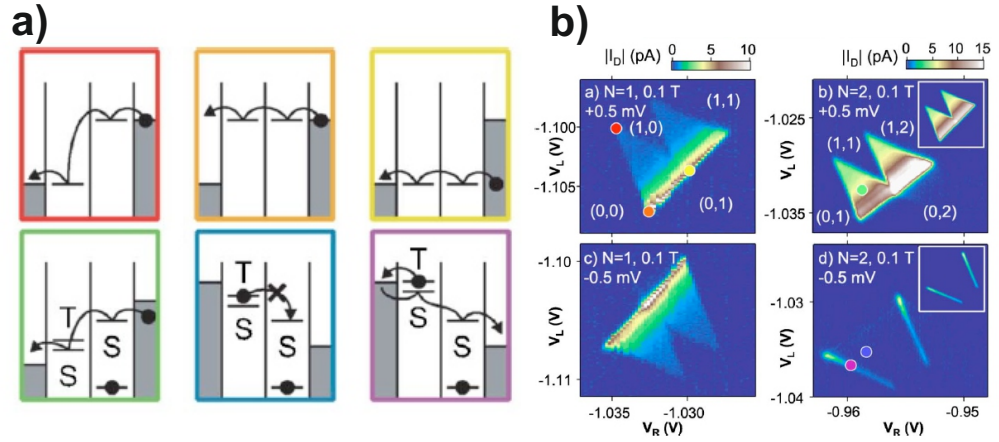 a)
T
S
S
T
S
S
T
S
S
b)
|I_D| (pA)
0 5 10
a) N=1, 0.1 T
+0.5 mV
(1,1)
(1,0)
(0,0)
(0,1)
-1.100
-1.105
V_L (V)
|I_D| (pA)
0 5 10 15
b) N=2, 0.1 T
+0.5 mV
(1,2)
(1,1)
(0,1)
(0,2)
-1.025
-1.035
V_L (V)
c) N=1, 0.1 T
-0.5 mV
-1.10
-1.11
V_L (V)
-1.035 -1.030
V_R (V)
d) N=2, 0.1 T
-0.5 mV
-1.03
-1.04
V_L (V)
-0.96 -0.95
V_R (V)